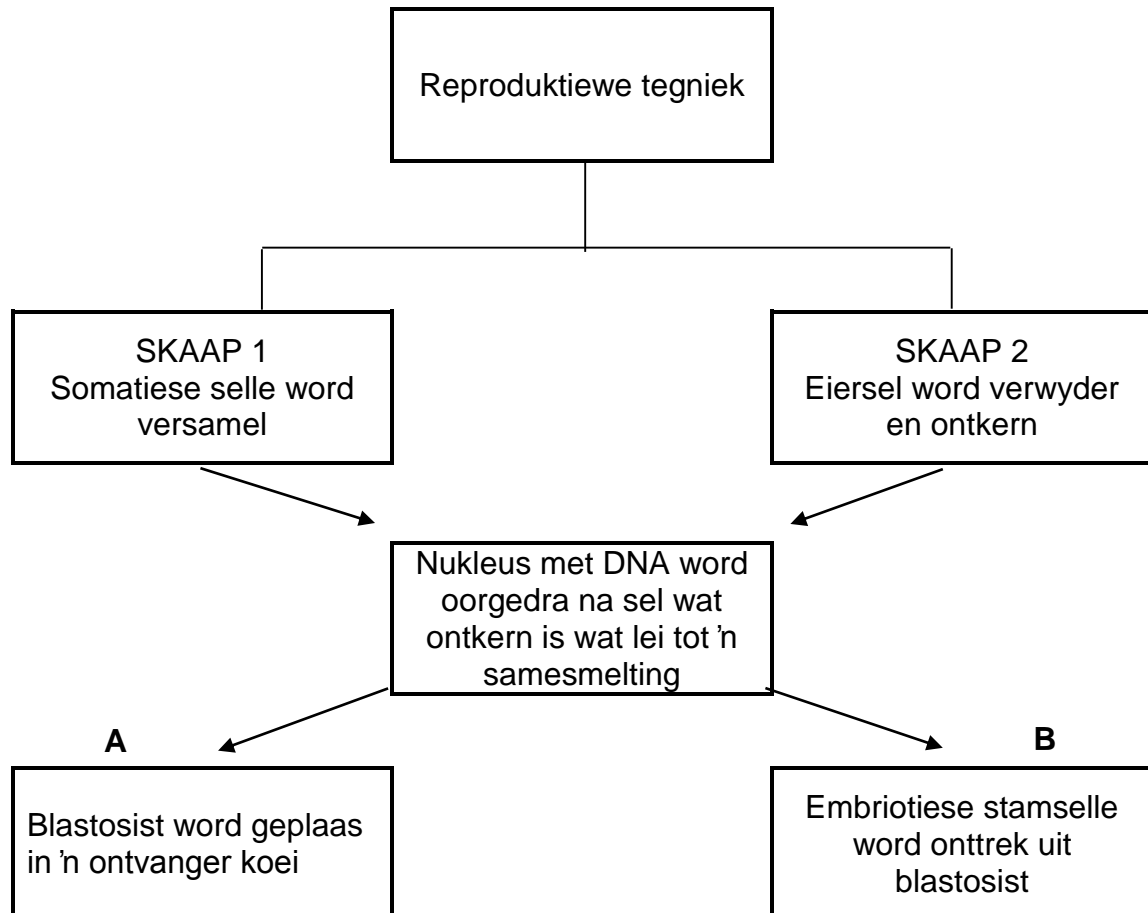 Reproduktiewe tegniek
SKAAP 1
Somatiese selle word
versamel
SKAAP 2
Eiersel word verwyder
en ontkern
Nukleus met DNA word
oorgedra na sel wat
ontkern is wat lei tot ’n
samesmelting
A
Blastosist word geplaas
in ’n ontvanger koei
B
Embriotiese stamselle
word onttrek uit
blastosist